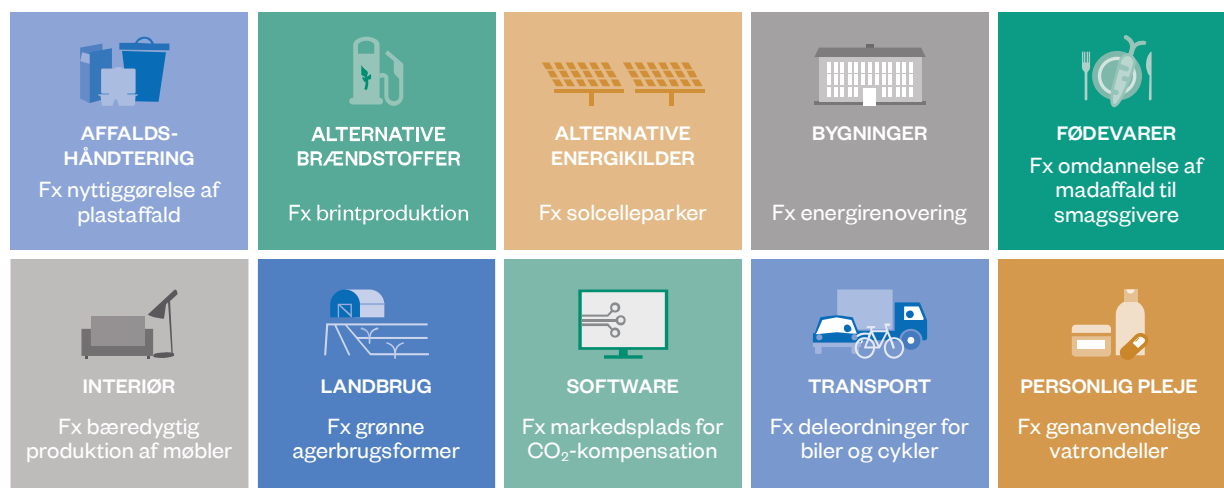 AFFALDS-
HÅNDTERING
Fx nyttiggørelse af
plastaffald
ALTERNATIVE
BRÆNDSTOFFER
Fx brintproduktion
ALTERNATIVE
ENERGIKILDER
Fx solcelleparker
BYGNINGER
Fx energirenovering
FØDEVARER
Fx omdannelse af
madaffald til
smagsgivere
INTERIØR
Fx bæredygtig
produktion af møbler
LANDBRUG
Fx grønne
agerbrugsformer
SOFTWARE
Fx markedsplads for
CO₂-kompensation
TRANSPORT
Fx deleordninger for
biler og cykler
PERSONLIG PLEJE
Fx genanvendelige
vatrondeller